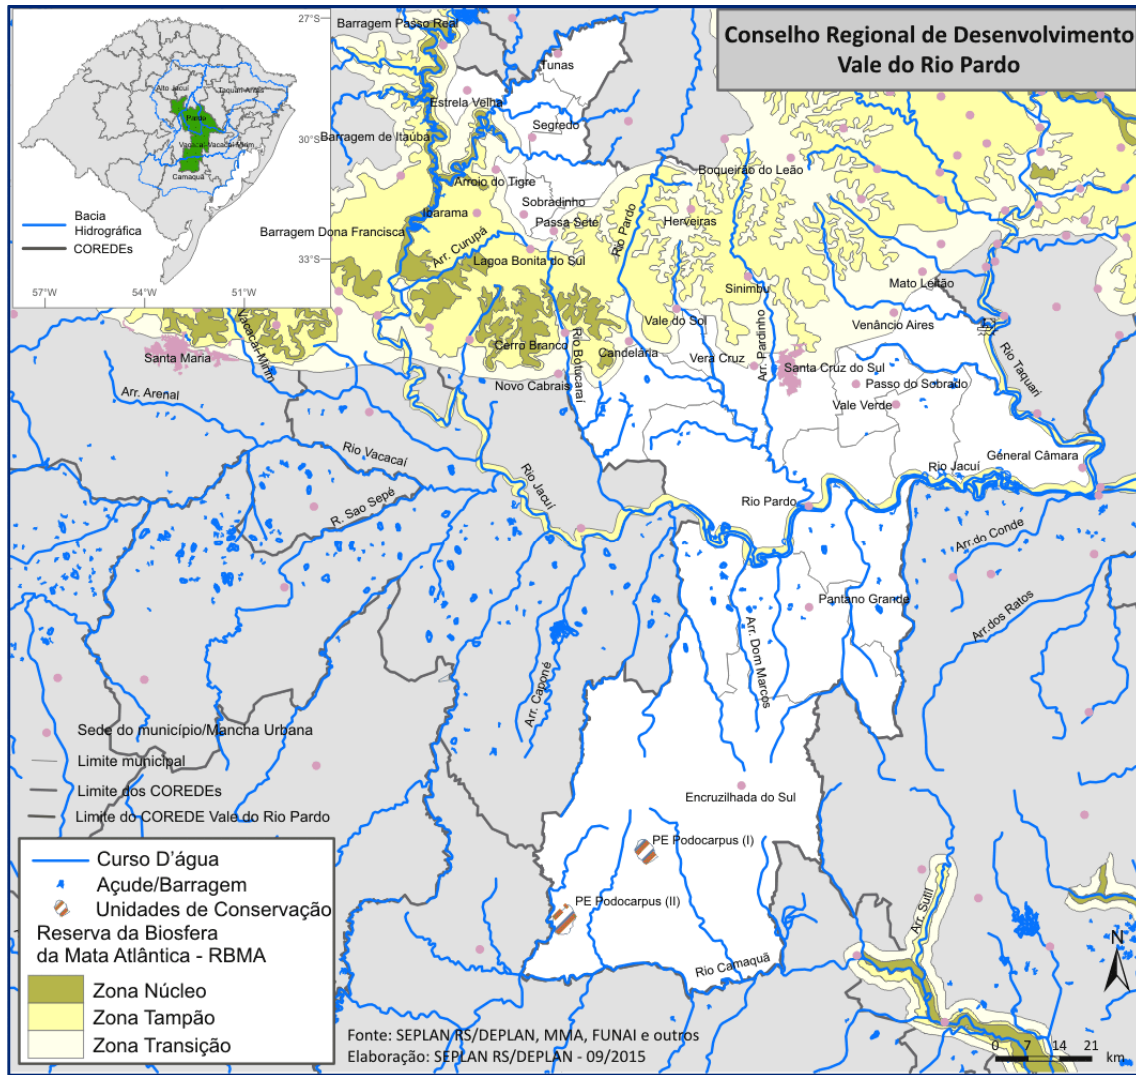 Conselho Regional de Desenvolvimento
Vale do Rio Pardo
27°S
30°S
33°S
57°W
54°W
51°W
Alto Jacuí
Taquari-Antas
Pardo
Vacacaí-Vacacaí-Mirim
Camaquã
Bacia
Hidrográfica
COREDEs
Barragem Passo Real
Tunas
Estrela Velha
Segredo
Barragem de Itaúba
Boqueirão do Leão
Arroio do Tigre
Ibarama
Sobradinho
Passa Sete
Herveiras
Rio Pardo
Barragem Dona Francisca
Arr. Curupá
Lagoa Bonita do Sul
Sinimbu
Mato Leitão
Vacacaí-Mirim
Vale do Sol
Venâncio Aires
Rio Taquari
Santa Maria
Cerro Branco
Rio Botucaraí
Candelária
Vera Cruz
Arr. Pardinho
Santa Cruz do Sul
Passo do Sobrado
Novo Cabrais
Arr. Arenal
Vale Verde
Rio Vacacaí
General Câmara
Rio Jacuí
Rio Jacuí
R. Sao Sepé
Rio Pardo
Arr.do Conde
Pantano Grande
Arr.dos Ratos
Arr. Dom Marcos
Arr. Caponé
Sede do município/Mancha Urbana
Limite municipal
Limite dos COREDEs
Limite do COREDE Vale do Rio Pardo
Encruzilhada do Sul
PE Podocarpus (I)
PE Podocarpus (II)
Arr. Sutil
Rio Camaquã
Curso D'água
Açude/Barragem
Unidades de Conservação
Reserva da Biosfera
da Mata Atlântica - RBMA
Zona Núcleo
Zona Tampão
Zona Transição
Fonte: SEPLAN RS/DEPLAN, MMA, FUNAI e outros
Elaboração: SEPLAN RS/DEPLAN - 09/2015
N
0 7 14 21
km